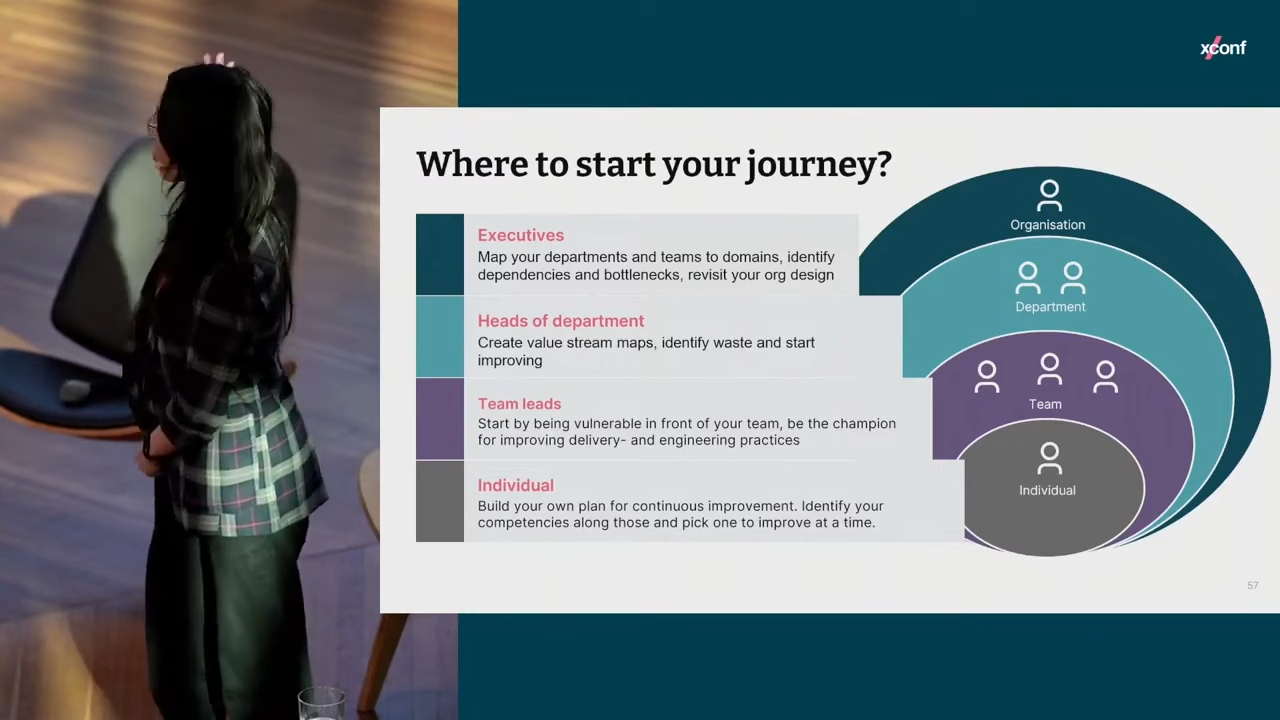 xconf
Where to start your journey?
Executives
Map your departments and teams to domains, identify
dependencies and bottlenecks, revisit your org design
Heads of department
Create value stream maps, identify waste and start
improving
Team leads
Start by being vulnerable in front of your team, be the champion
for improving delivery- and engineering practices
Individual
Build your own plan for continuous improvement. Identify your
competencies along those and pick one to improve at a time.
Organisation
Department
Team
Individual
57